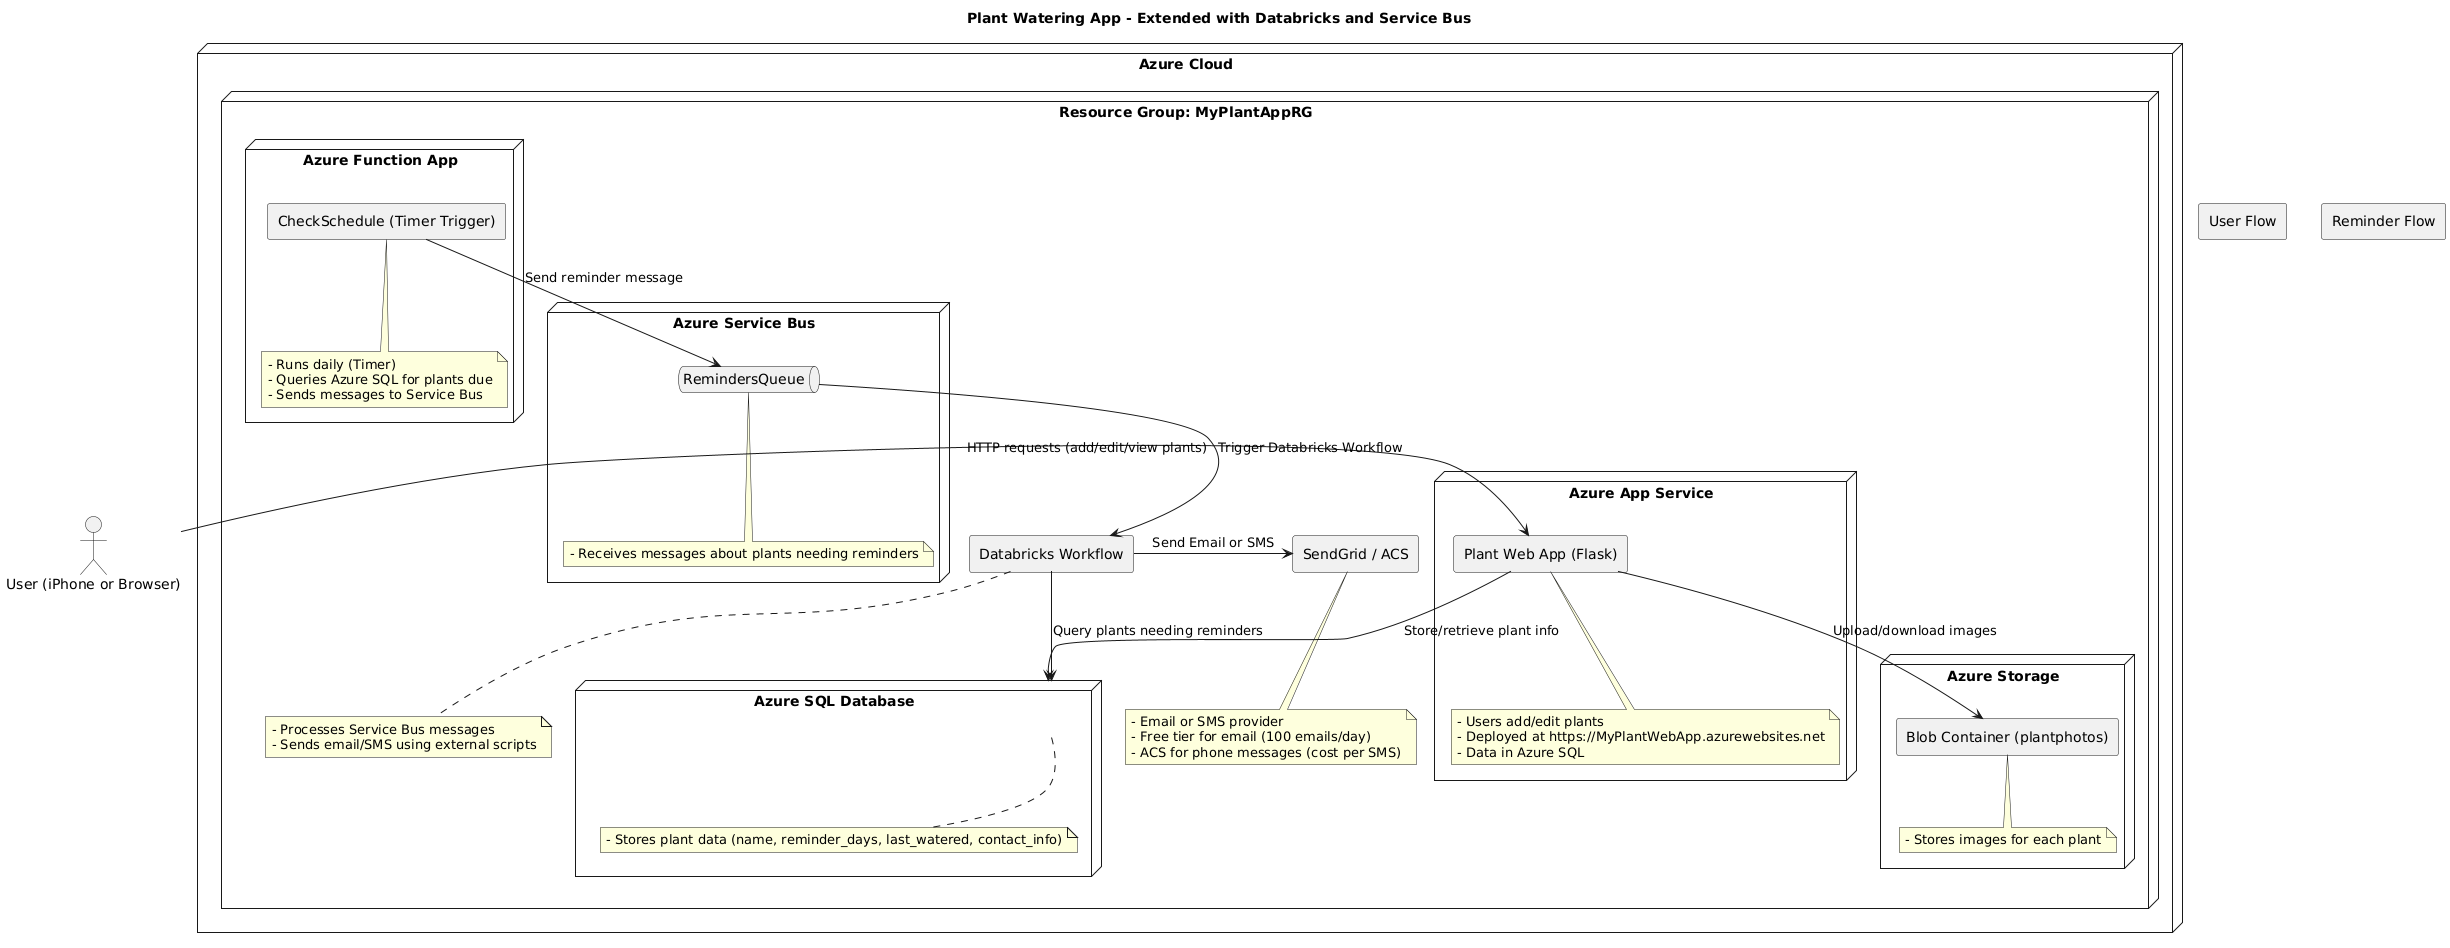 Plant Watering App - Extended with Databricks and Service Bus
Azure Cloud
Resource Group: MyPlantAppRG
Azure Function App
CheckSchedule (Timer Trigger)
User Flow
Reminder Flow
Send reminder message
Azure Service Bus
- Runs daily (Timer)
- Queries Azure SQL for plants due
- Sends messages to Service Bus
RemindersQueue
HTTP requests (add/edit/view plants)
Trigger Databricks Workflow
Azure App Service
- Receives messages about plants needing reminders
Databricks Workflow
Send Email or SMS
SendGrid / ACS
Plant Web App (Flask)
User (iPhone or Browser)
Query plants needing reminders
Store/retrieve plant info
Upload/download images
Azure Storage
Azure SQL Database
- Processes Service Bus messages
- Sends email/SMS using external scripts
- Email or SMS provider
- Free tier for email (100 emails/day)
- ACS for phone messages (cost per SMS)
- Users add/edit plants
- Deployed at https://MyPlantWebApp.azurewebsites.net
- Data in Azure SQL
Blob Container (plantphotos)
- Stores plant data (name, reminder_days, last_watered, contact_info)
- Stores images for each plant